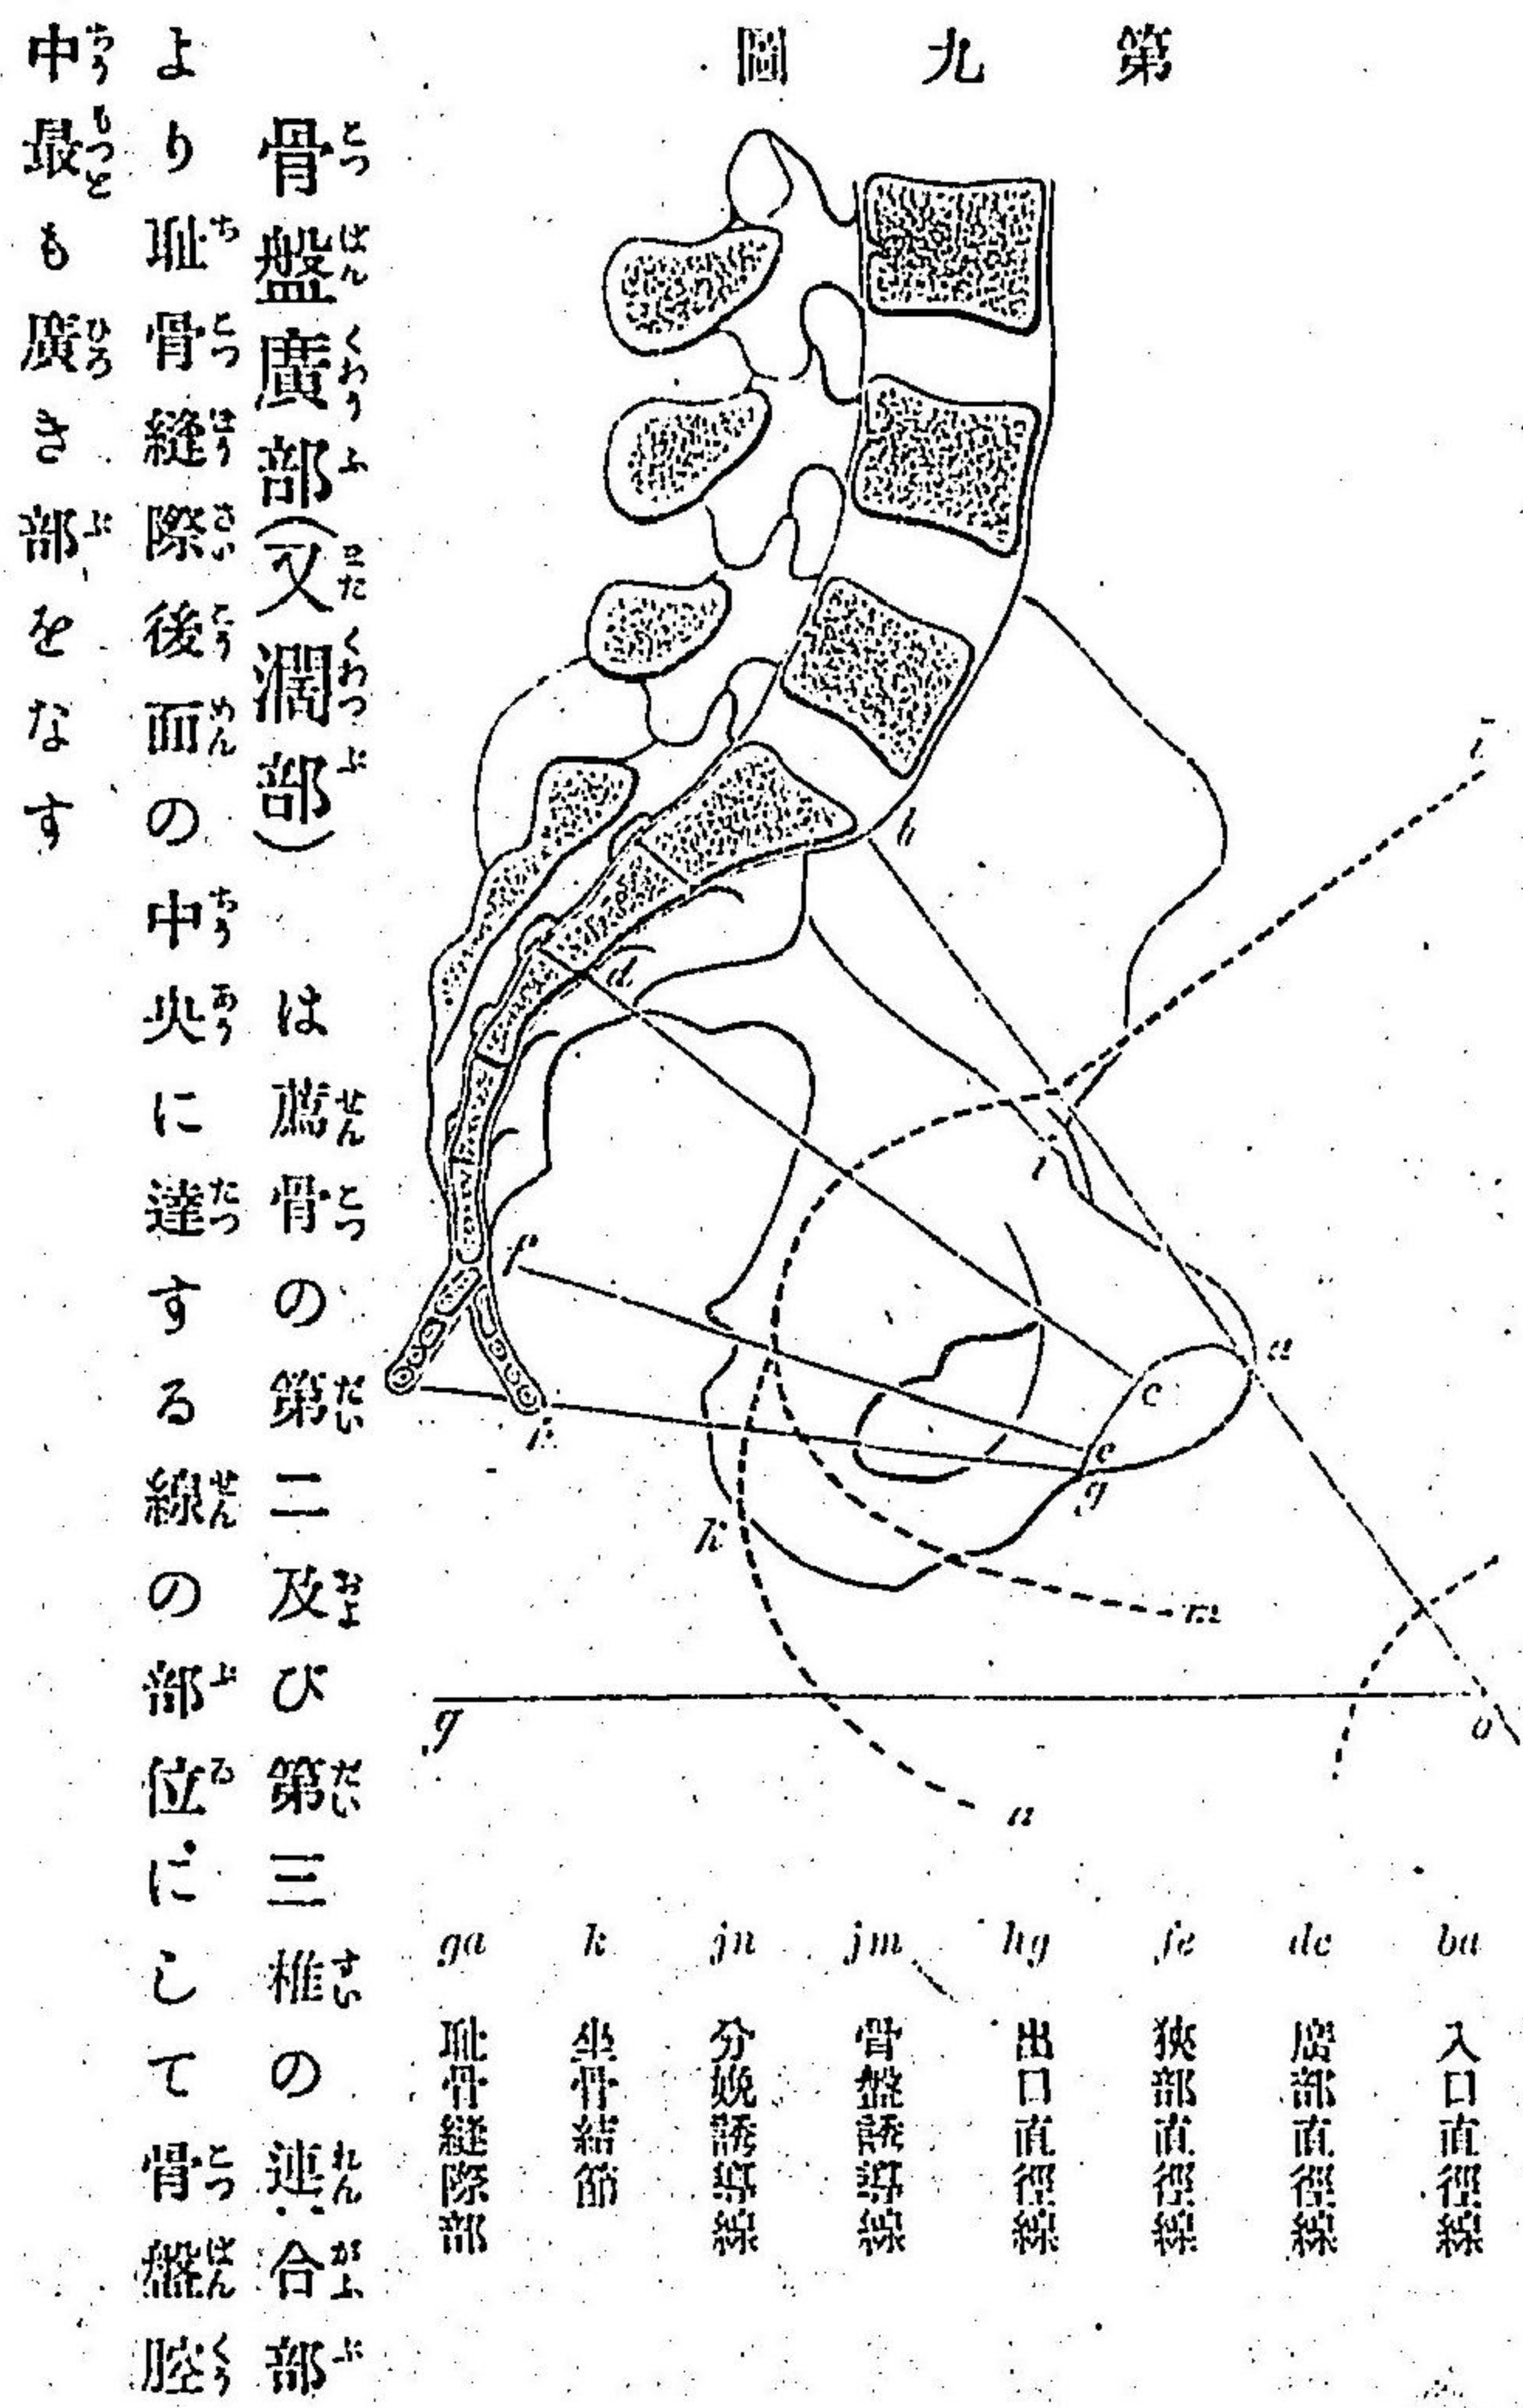 第九圖
b
i
d
i
f
a
c
e
h
g
k
m
g
o
n
ba 入口直徑線
dc 廣部直徑線
fe 狹部直徑線
hg 出口直徑線
jm 骨盤誘導線
jn 分娩誘導線
k 坐骨結節
ga 耻骨縫際部
骨盤廣部(又濶部)は薦骨の第二及び第三椎の連合部
より耻骨縫際後面の中央に達する線の部位にして骨盤腔
中最も廣き部をなす